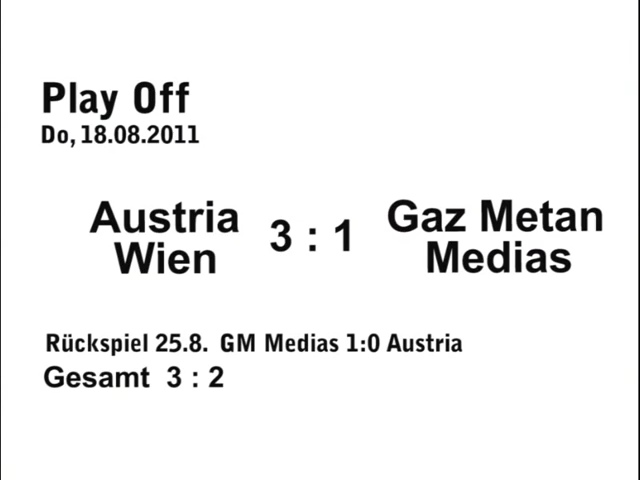 Play Off
Do, 18.08.2011
Austria Wien 3 : 1 Gaz Metan Medias
Rückspiel 25.8. GM Medias 1:0 Austria
Gesamt 3 : 2